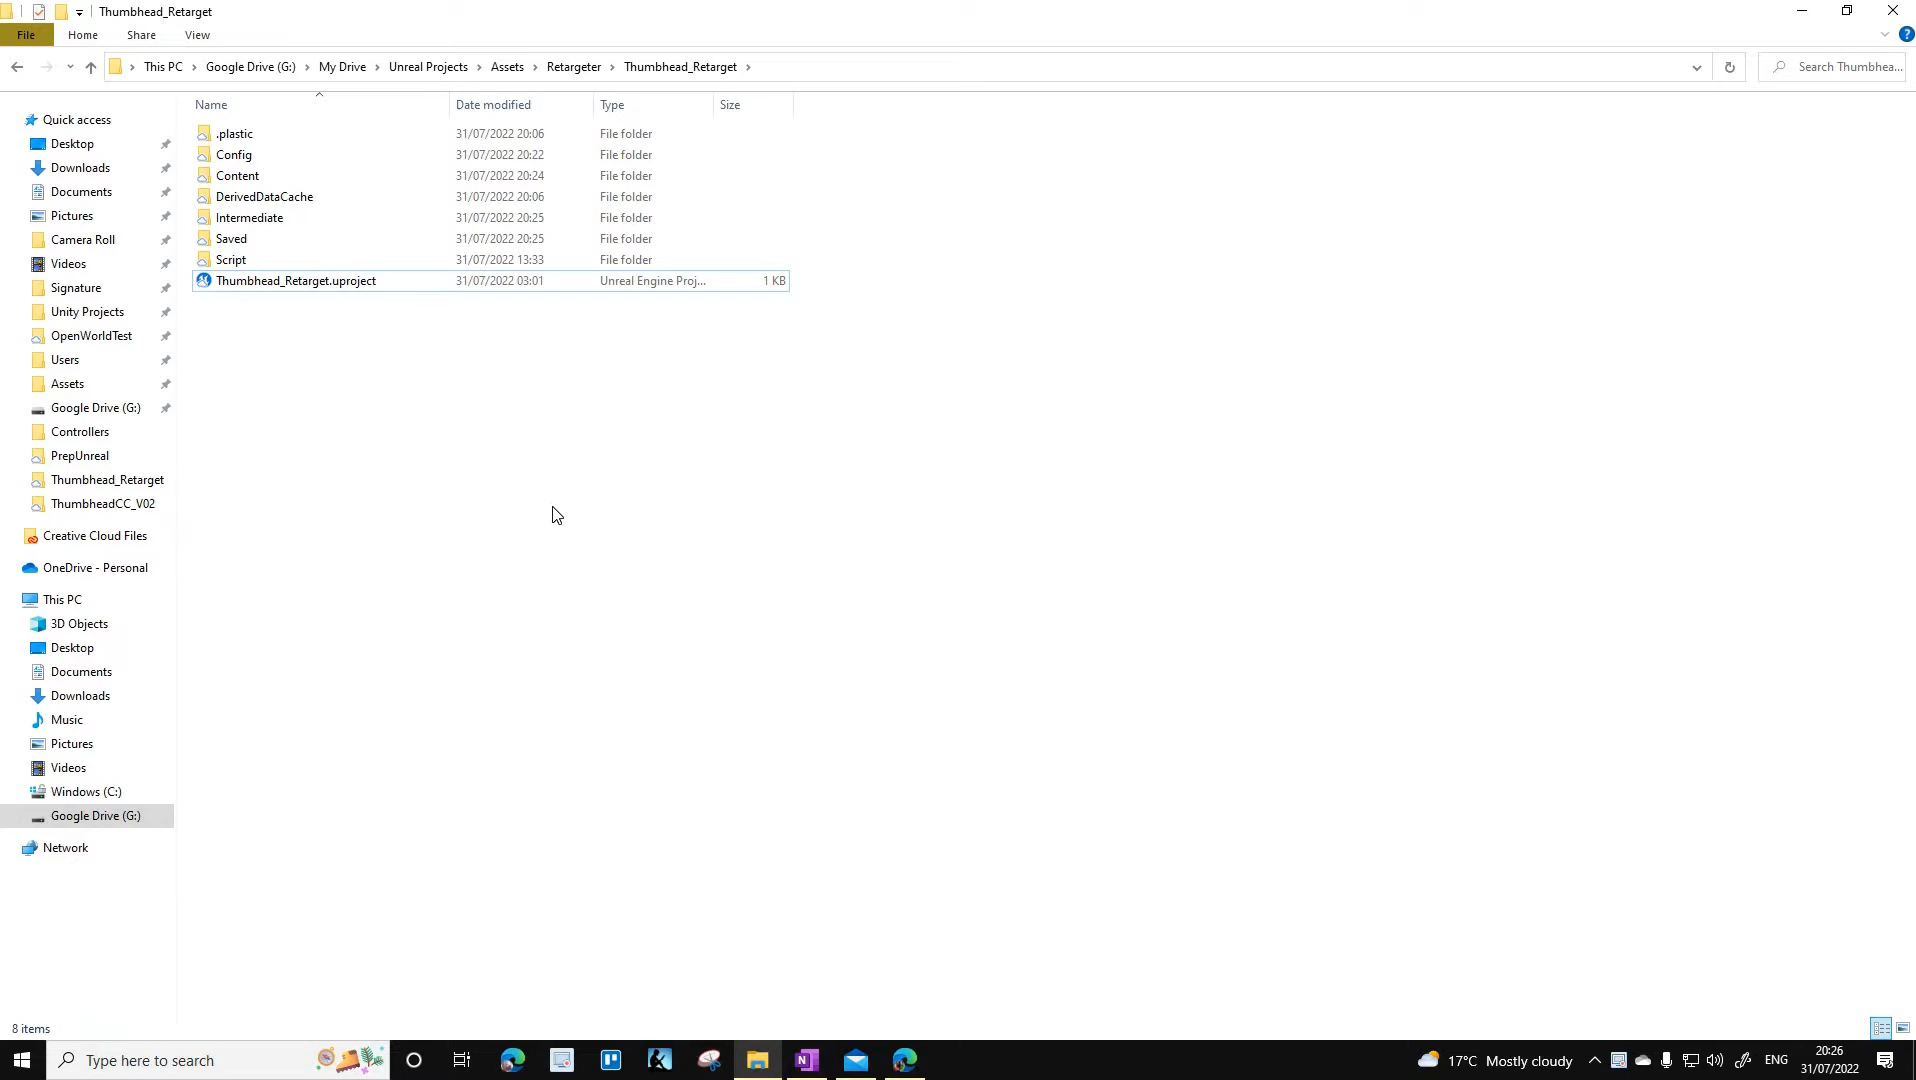 Thumbhead_Retarget
File Home Share View
This PC Google Drive (G:) My Drive Unreal Projects Assets Retargeter Thumbhead_Retarget Search Thumbhea...
Name Date modified Type Size
Quick access
Desktop
Downloads
Documents
Pictures
Camera Roll
Videos
Signature
Unity Projects
OpenWorldTest
Users
Assets
Google Drive (G:)
Controllers
PrepUnreal
Thumbhead_Retarget
ThumbheadCC_V02
Creative Cloud Files
OneDrive - Personal
This PC
3D Objects
Desktop
Documents
Downloads
Music
Pictures
Videos
Windows (C:)
Google Drive (G:)
Network
.plastic 31/07/2022 20:06 File folder
Config 31/07/2022 20:22 File folder
Content 31/07/2022 20:24 File folder
DerivedDataCache 31/07/2022 20:06 File folder
Intermediate 31/07/2022 20:25 File folder
Saved 31/07/2022 20:25 File folder
Script 31/07/2022 13:33 File folder
Thumbhead_Retarget.uproject 31/07/2022 03:01 Unreal Engine Proj... 1 KB
8 items
Type here to search
17°C Mostly cloudy
ENG
20:26
31/07/2022